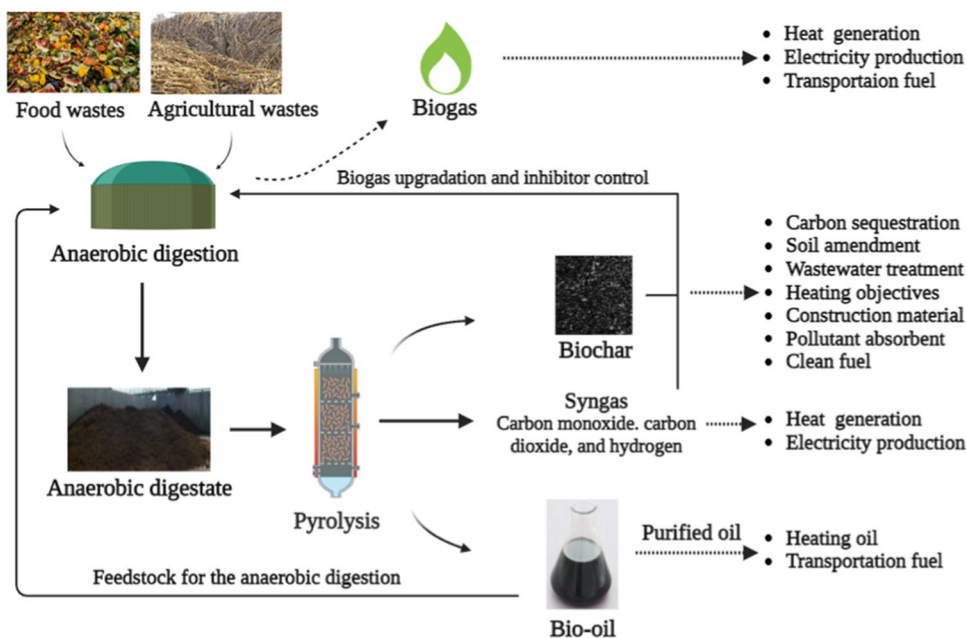 Food wastes
Agricultural wastes
Biogas
• Heat generation
• Electricity production
• Transportaion fuel
Biogas upgradation and inhibitor control
Anaerobic digestion
• Carbon sequestration
• Soil amendment
• Wastewater treatment
• Heating objectives
• Construction material
• Pollutant absorbent
• Clean fuel
Biochar
Syngas
Carbon monoxide. carbon
dioxide, and hydrogen
• Heat generation
• Electricity production
Anaerobic digestate
Pyrolysis
Purified oil
• Heating oil
• Transportation fuel
Feedstock for the anaerobic digestion
Bio-oil